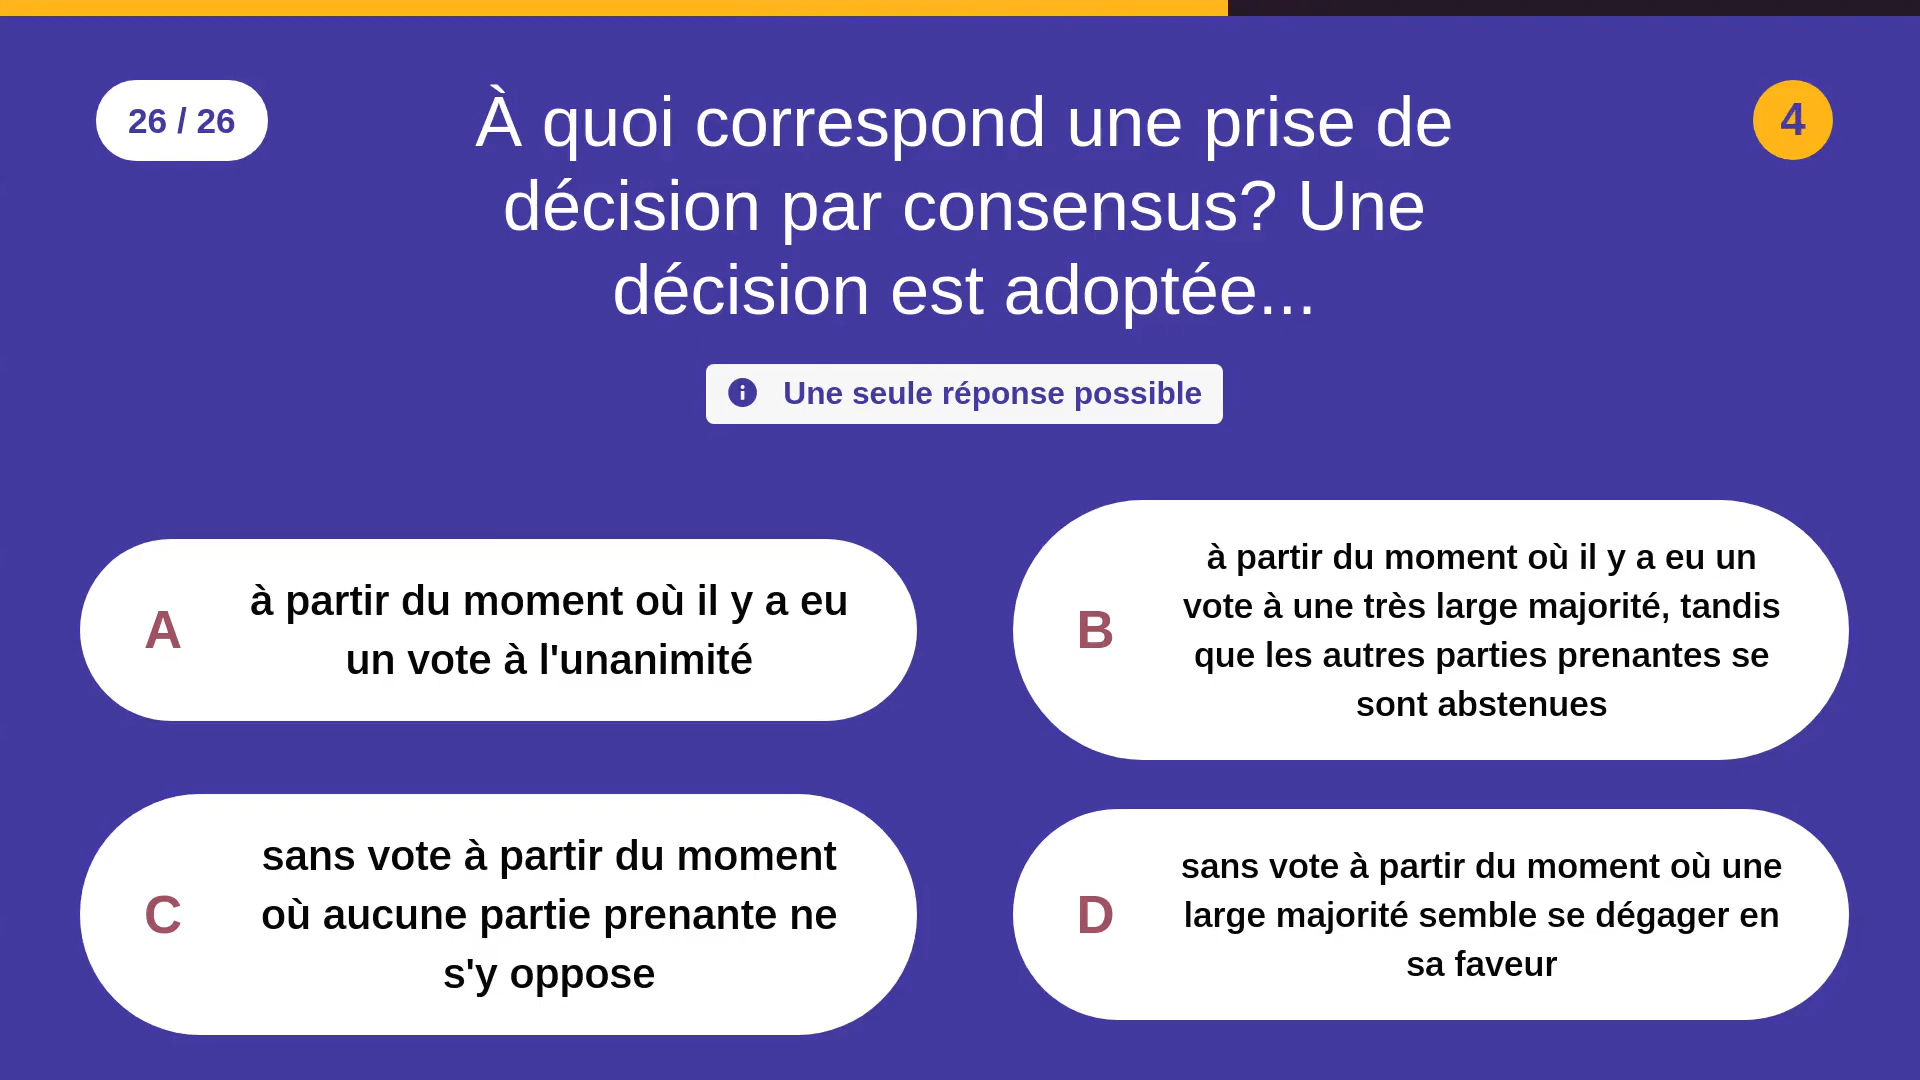 26 / 26
À quoi correspond une prise de
décision par consensus? Une
décision est adoptée...
4
Une seule réponse possible
A
à partir du moment où il y a eu
un vote à l'unanimité
B
à partir du moment où il y a eu un
vote à une très large majorité, tandis
que les autres parties prenantes se
sont abstenues
C
sans vote à partir du moment
où aucune partie prenante ne
s'y oppose
D
sans vote à partir du moment où une
large majorité semble se dégager en
sa faveur